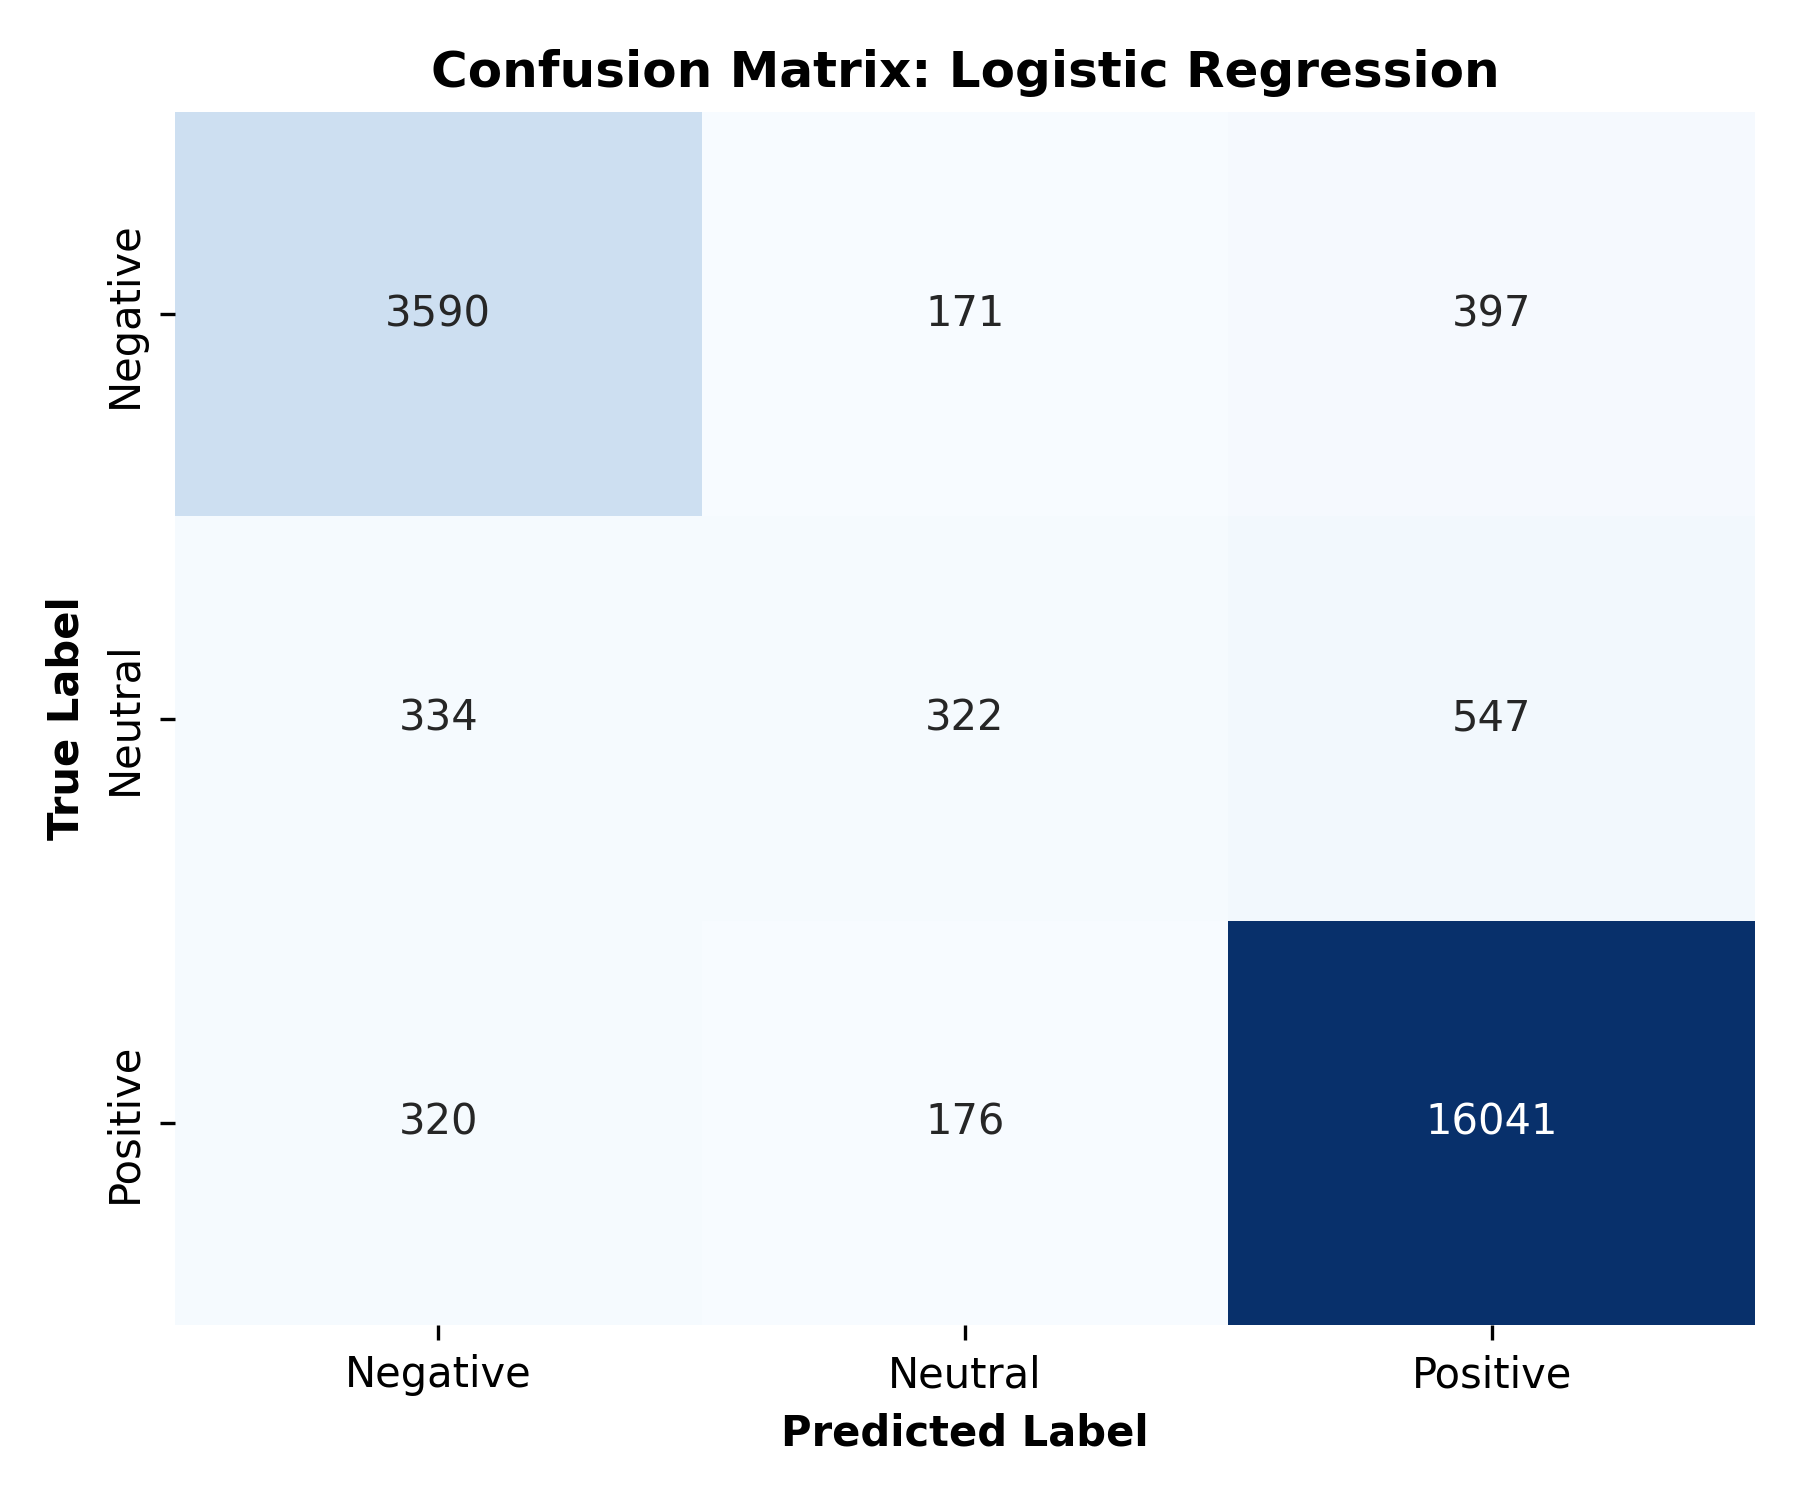 Confusion Matrix: Logistic Regression
True Label
Negative
3590 171 397
Neutral
334 322 547
Positive
320 176 16041
Negative Neutral Positive
Predicted Label